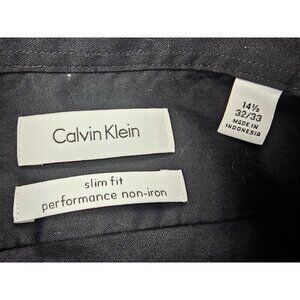 Calvin Klein
slim fit
performance non-iron
14½
32/33
MADE IN
INDONESIA